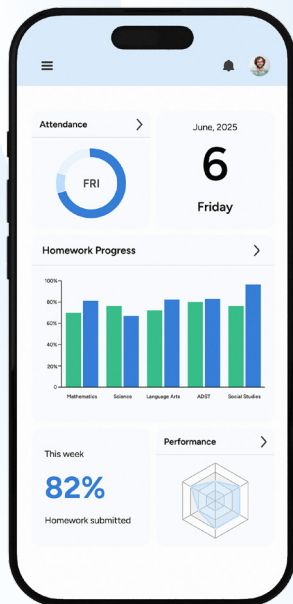 Attendance
FRI
June, 2025
6
Friday
Homework Progress
100%
80%
60%
40%
20%
0
Mathematics
Science
Language Arts
ADST
Social Studies
This week
82%
Homework submitted
Performance